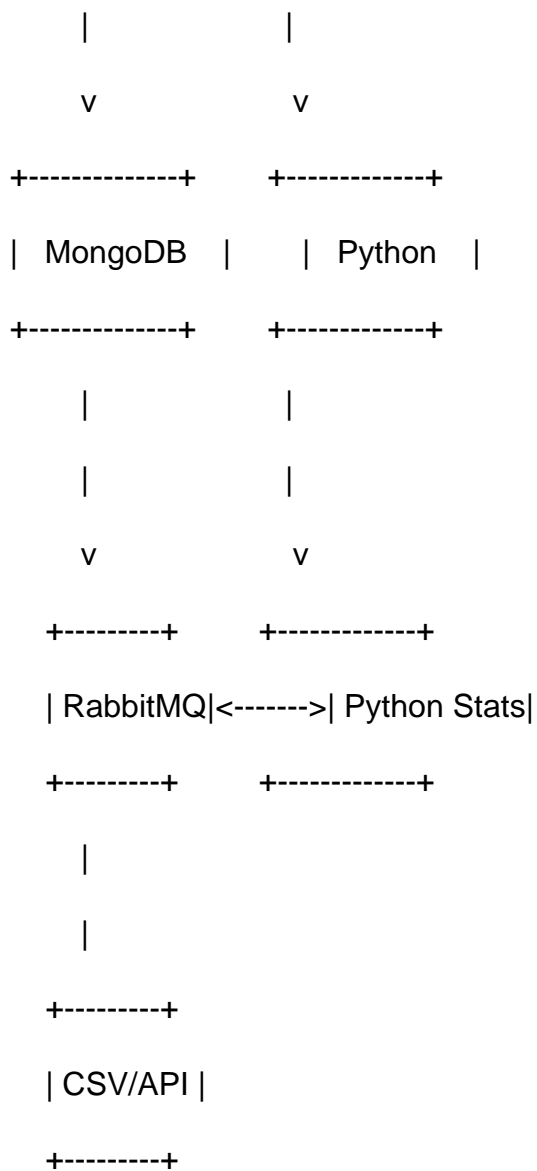 |                         |
v                         v
+--------------+         +-------------+
|   MongoDB    |         |   Python    |
+--------------+         +-------------+
|                         |
|                         |
v                         v
+---------+          +-------------+
| RabbitMQ|<------->| Python Stats|
+---------+          +-------------+
|
|
+---------+
| CSV/API |
+---------+